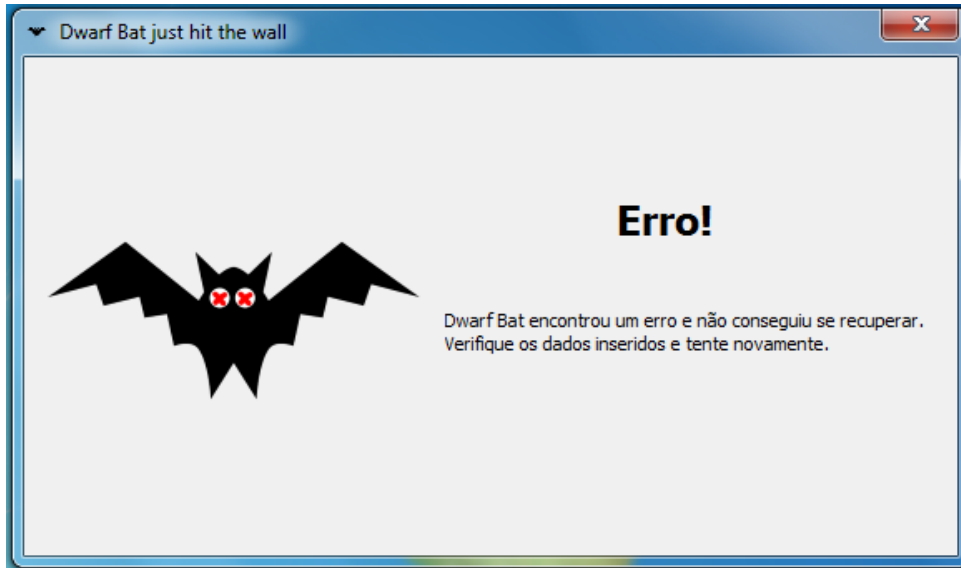 Dwarf Bat just hit the wall
Erro!
Dwarf Bat encontrou um erro e não conseguiu se recuperar.
Verifique os dados inseridos e tente novamente.